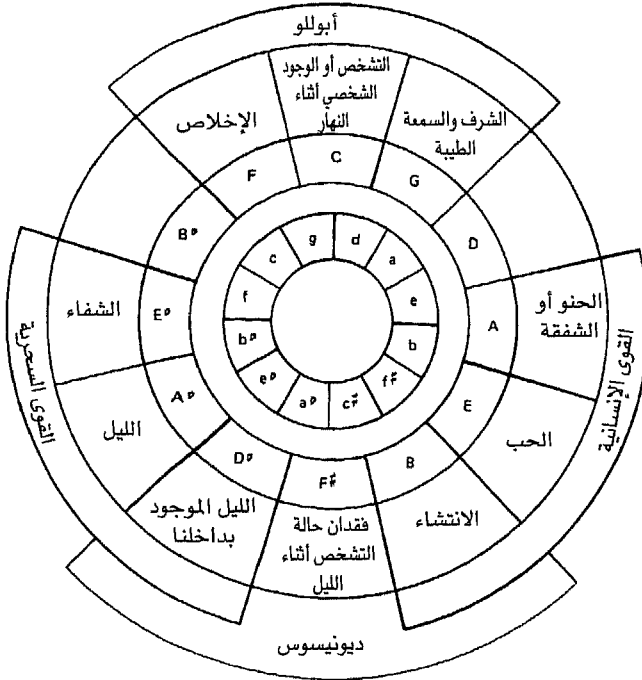 أبوللو
التشخص أو الوجود
الشخصي أثناء
النهار
الإخلاص
الشرف والسمعة
الطيبة
F
C
G
B♭
D
g
d
c
a
f
e
الشفاء
E♭
A
الحنو أو
الشفقة
القوى السحرية
القوى الإنسانية
b♭
b
e♭
f♯
a♭
c♯
الليل
A♭
E
الحب
D♭
F♯
B
الليل الموجود
بداخلنا
فقدان حالة
التشخص أثناء
الليل
الانتشاء
ديونيسوس